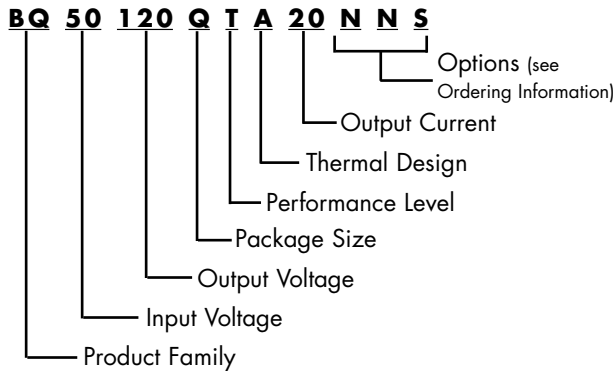 BQ 50 120 Q T A 20 N N S
Options (see
Ordering Information)
Output Current
Thermal Design
Performance Level
Package Size
Output Voltage
Input Voltage
Product Family